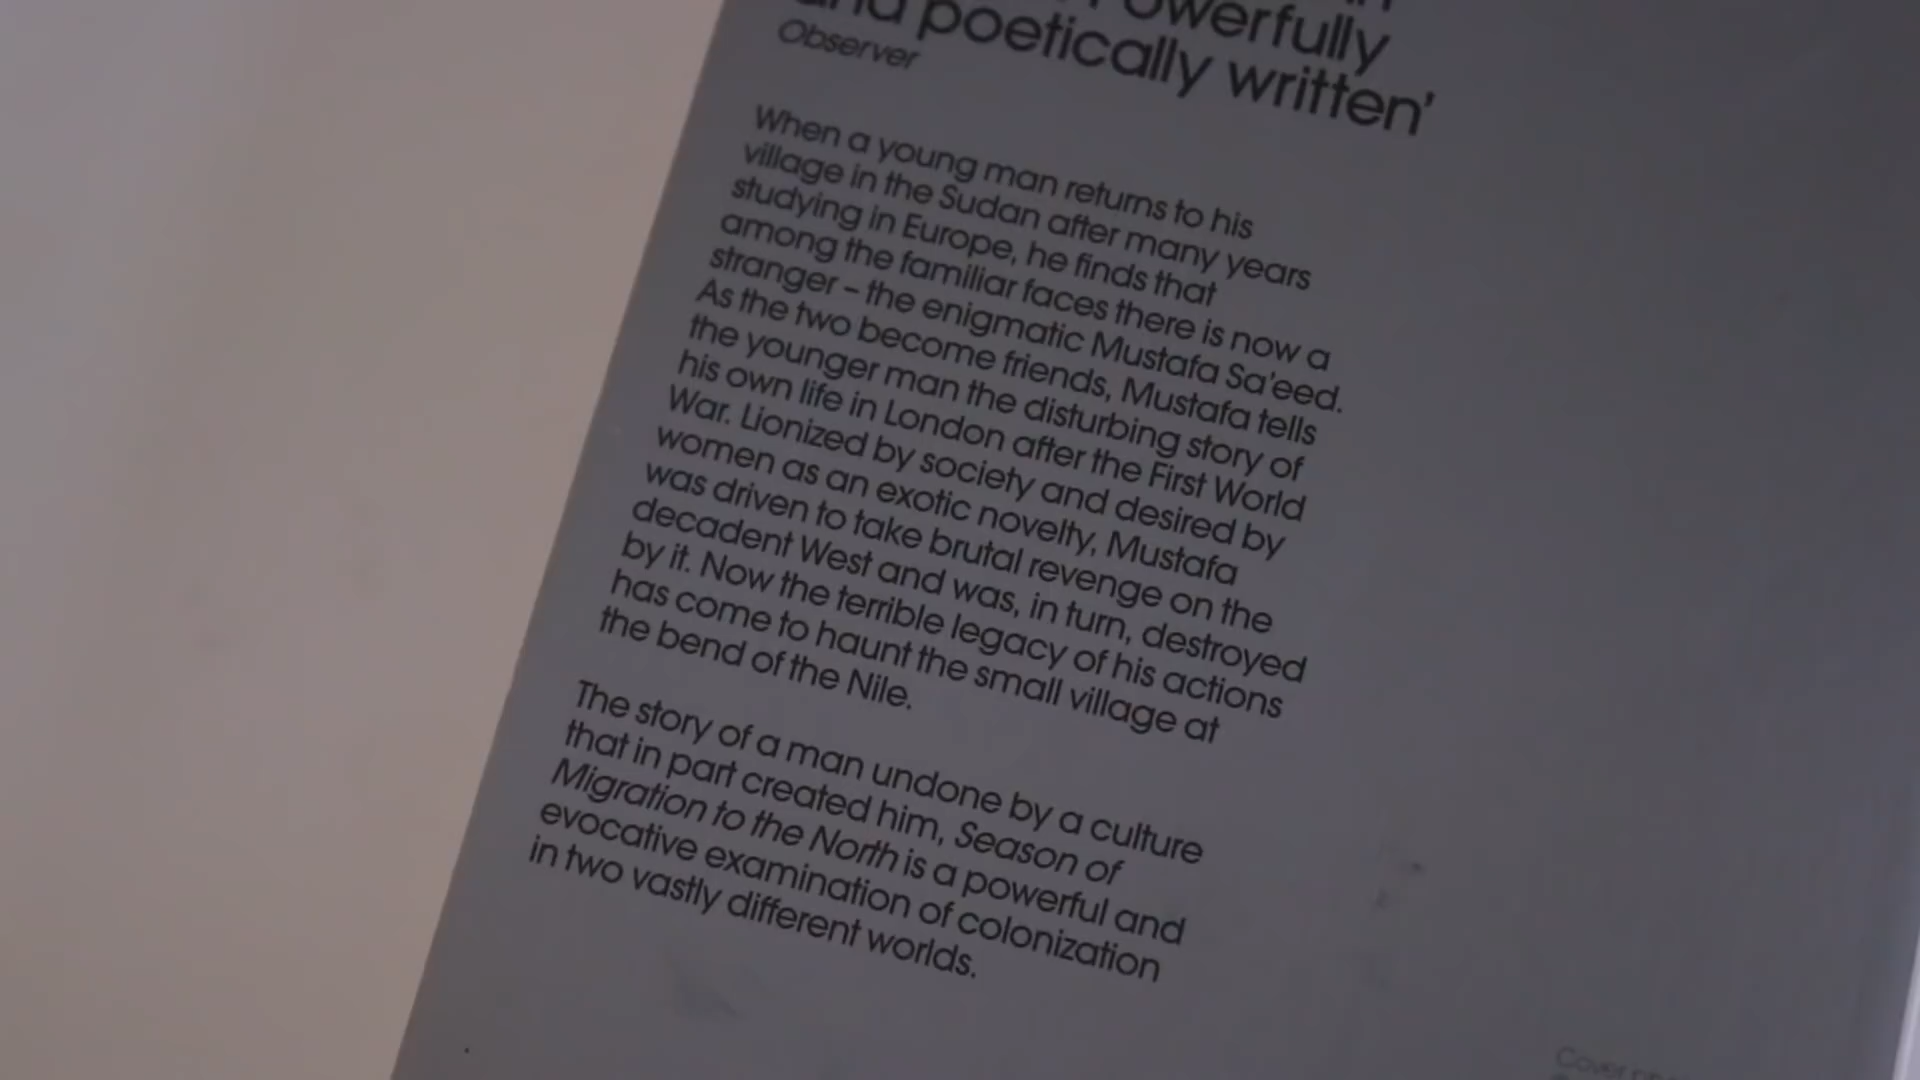 Powerfully
and poetically written’
Observer
When a young man returns to his
village in the Sudan after many years
studying in Europe, he finds that
among the familiar faces there is now a
stranger – the enigmatic Mustafa Sa’eed.
As the two become friends, Mustafa tells
the younger man the disturbing story of
his own life in London after the First World
War. Lionized by society and desired by
women as an exotic novelty, Mustafa
was driven to take brutal revenge on the
decadent West and was, in turn, destroyed
by it. Now the terrible legacy of his actions
has come to haunt the small village at
the bend of the Nile.
The story of a man undone by a culture
that in part created him, Season of
Migration to the North is a powerful and
evocative examination of colonization
in two vastly different worlds.
Cover